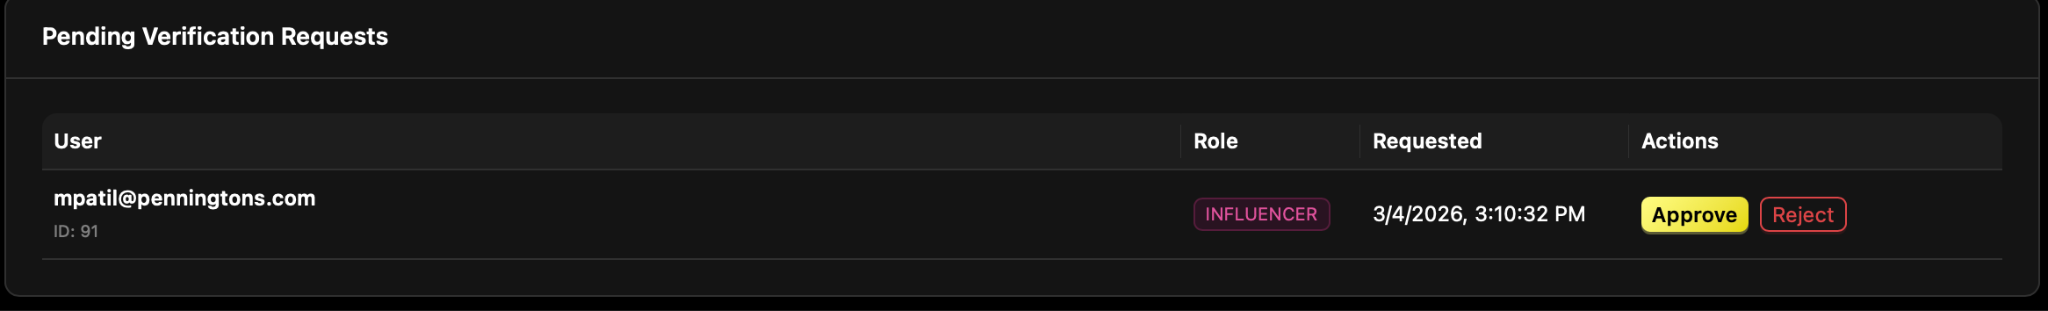 Pending Verification Requests
User Role Requested Actions
mpatil@penningtons.com
ID: 91
INFLUENCER 3/4/2026, 3:10:32 PM Approve Reject